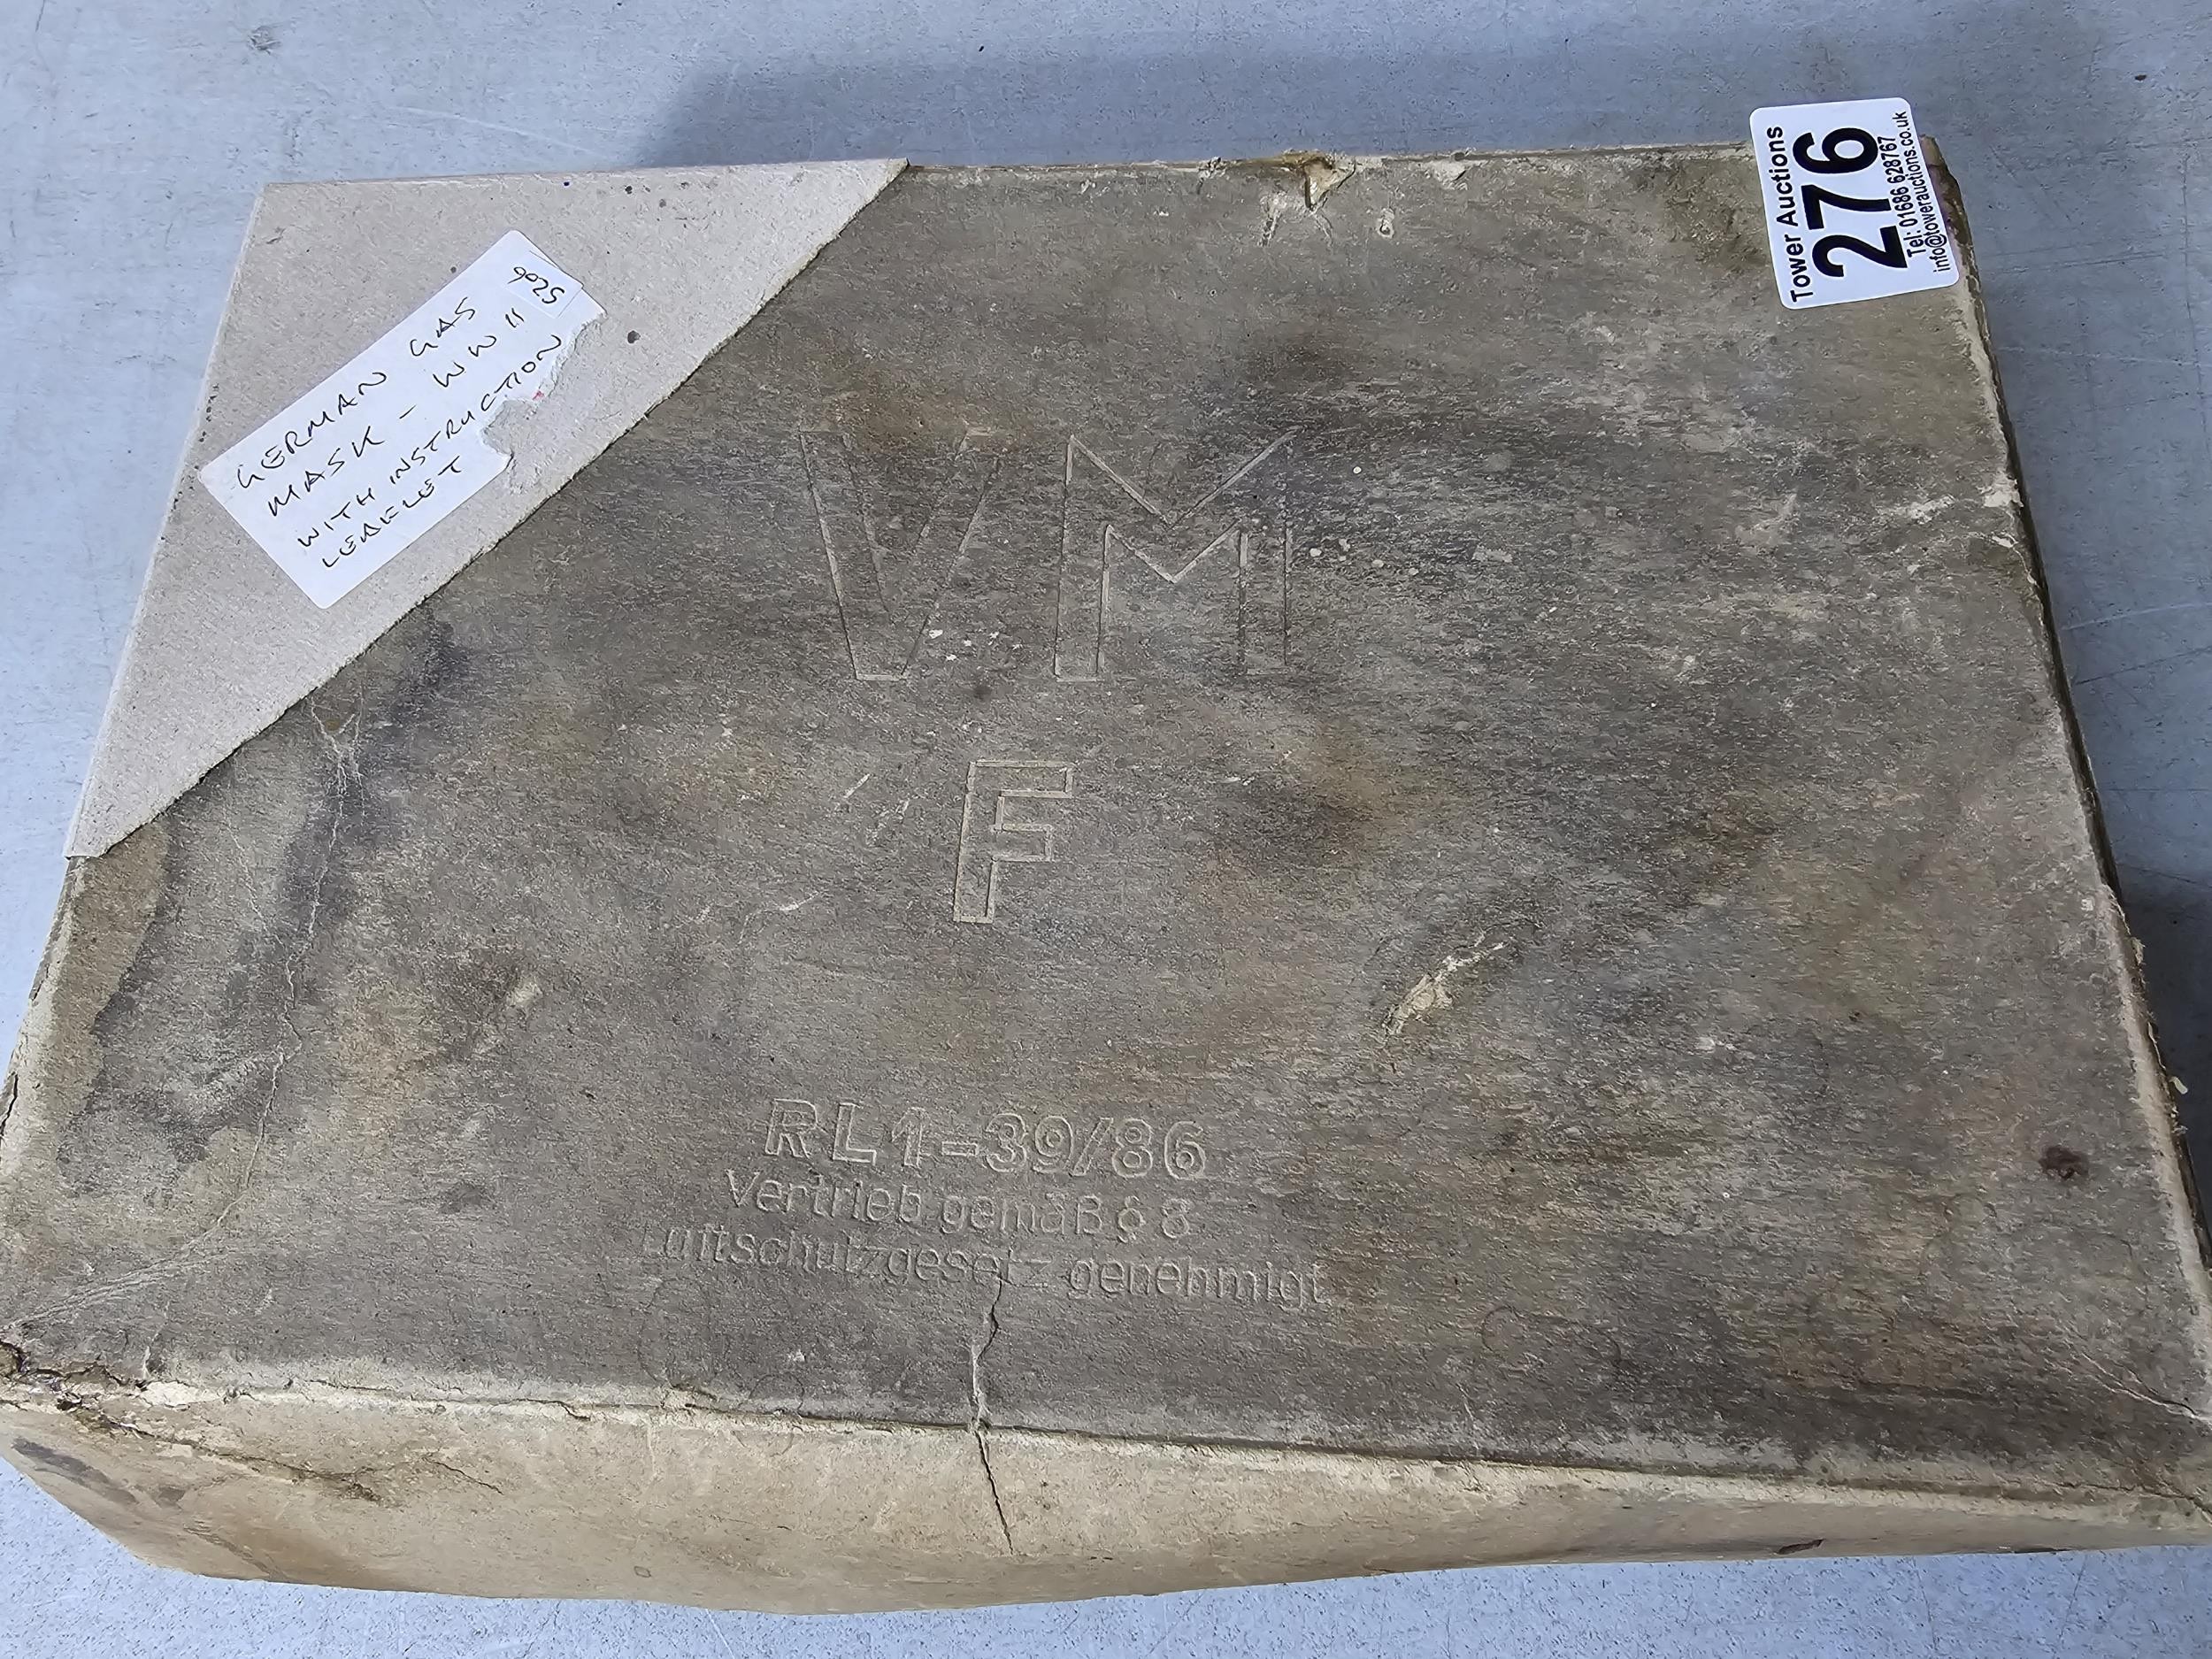 GERMAN GAS
MASK - WW II
WITH INSTRUCTION
LEAFLET
9925
Tower Auctions
276
Tel: 01686 628767
info@towerauctions.co.uk
VM
F
RL1-39/86
Vertrieb gemäß § 8
Luftschutzgesetz genehmigt